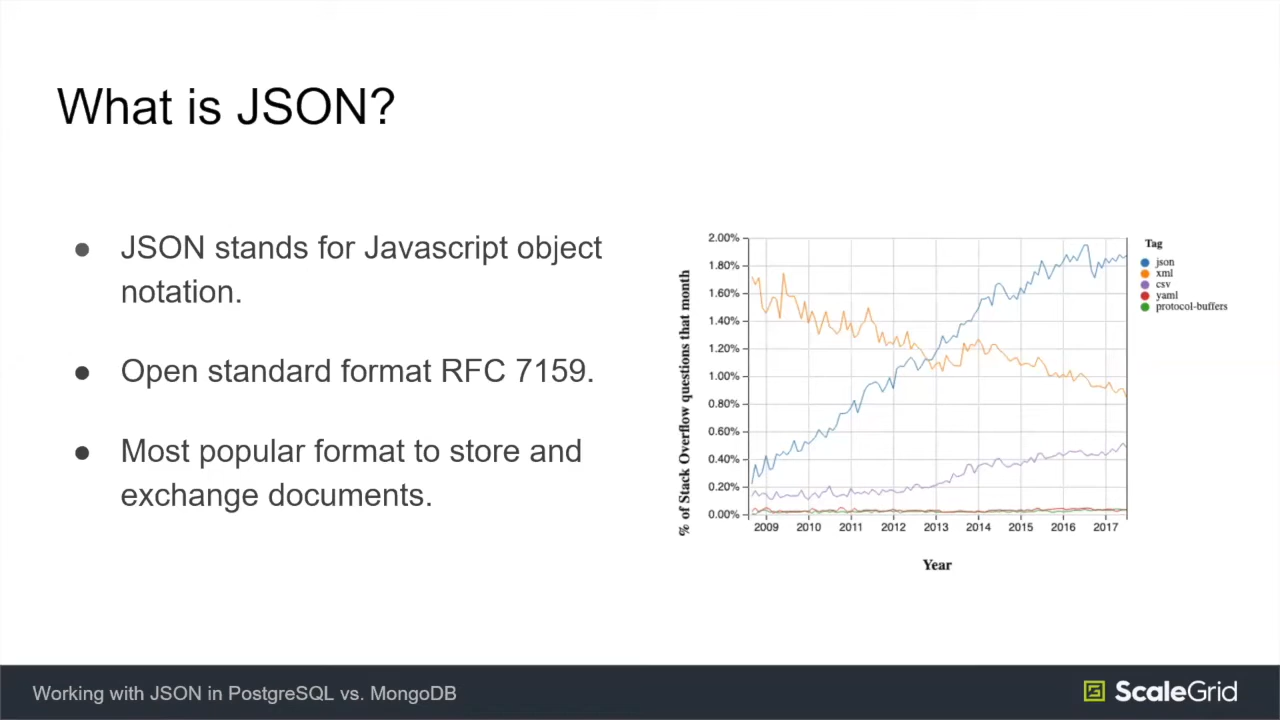 What is JSON?
● JSON stands for Javascript object
notation.
● Open standard format RFC 7159.
● Most popular format to store and
exchange documents.
% of Stack Overflow questions that month
2.00%
1.80%
1.60%
1.40%
1.20%
1.00%
0.80%
0.60%
0.40%
0.20%
0.00%
2009 2010 2011 2012 2013 2014 2015 2016 2017
Year
Tag
json
xml
csv
yaml
protocol-buffers
Working with JSON in PostgreSQL vs. MongoDB
ScaleGrid